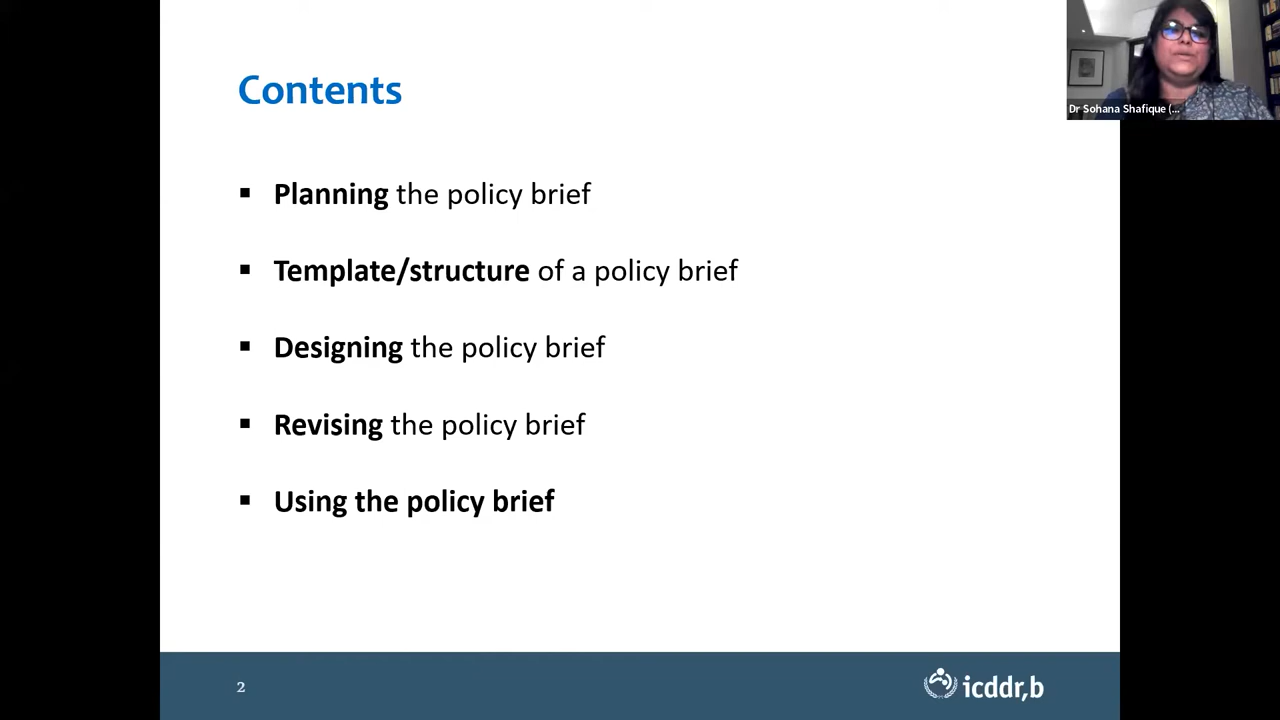 Contents
Dr Sohana Shafique (...
▪ Planning the policy brief
▪ Template/structure of a policy brief
▪ Designing the policy brief
▪ Revising the policy brief
▪ Using the policy brief
2
icddr,b